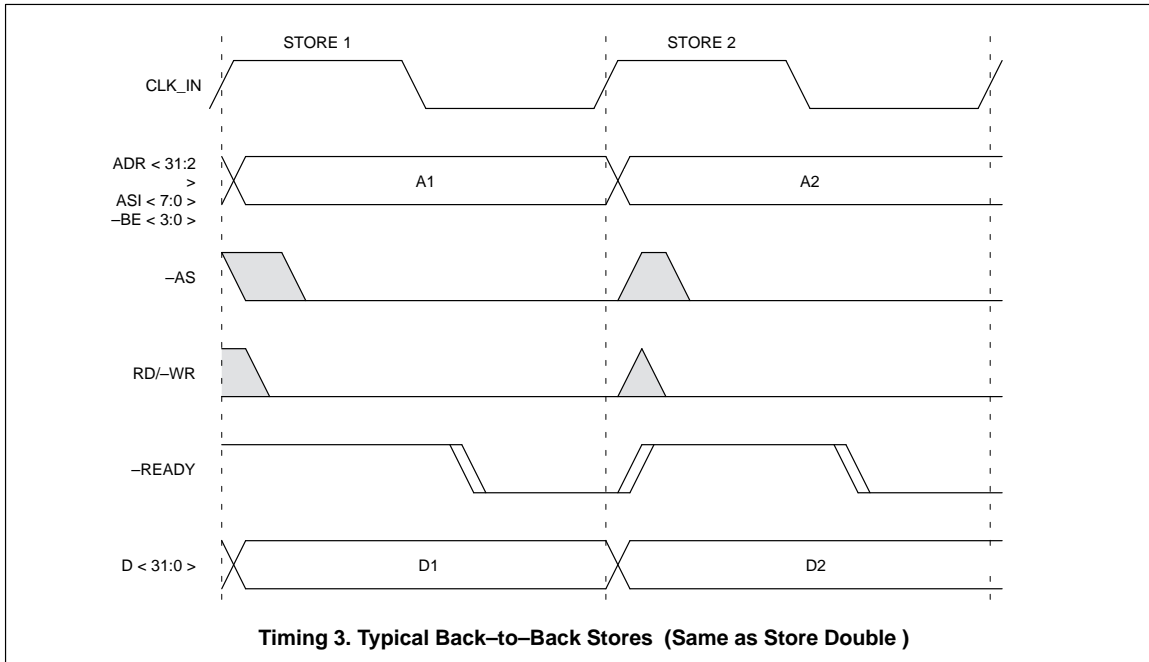 STORE 1
STORE 2
CLK_IN
ADR < 31:2
>
ASI < 7:0 >
–BE < 3:0 >
A1
A2
–AS
RD/–WR
–READY
D < 31:0 >
D1
D2
Timing 3. Typical Back–to–Back Stores (Same as Store Double )